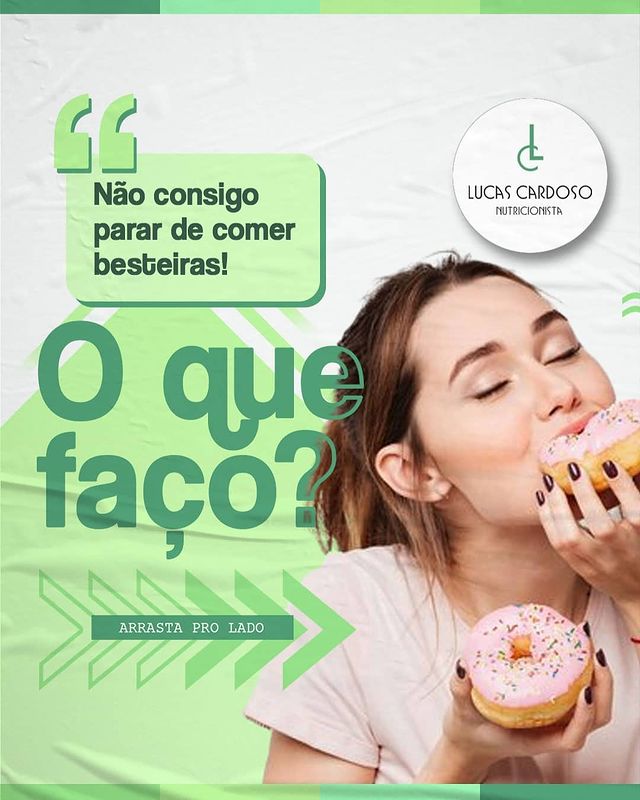 Não consigo
parar de comer
besteiras!
LUCAS CARDOSO
NUTRICIONISTA
O que
faço?
ARRASTA PRO LADO